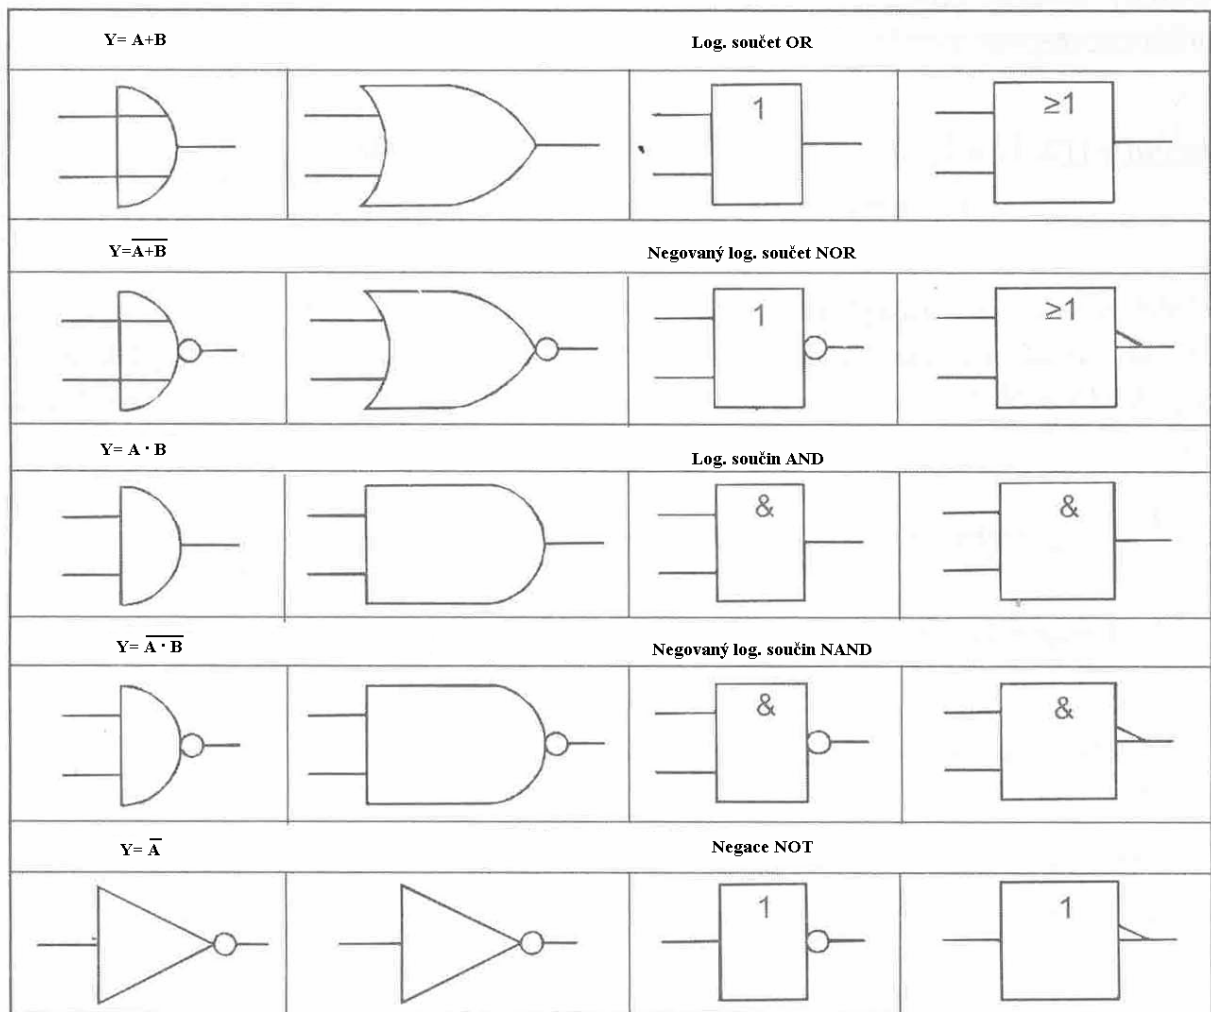 Y= A+B
Log. součet OR
1
≥1
Y=A̅+̅B̅
Negovaný log. součet NOR
1
≥1
Y= A · B
Log. součin AND
&
&
Y= A̅ ̅·̅ ̅B̅
Negovaný log. součin NAND
&
&
Y= A̅
Negace NOT
1
1